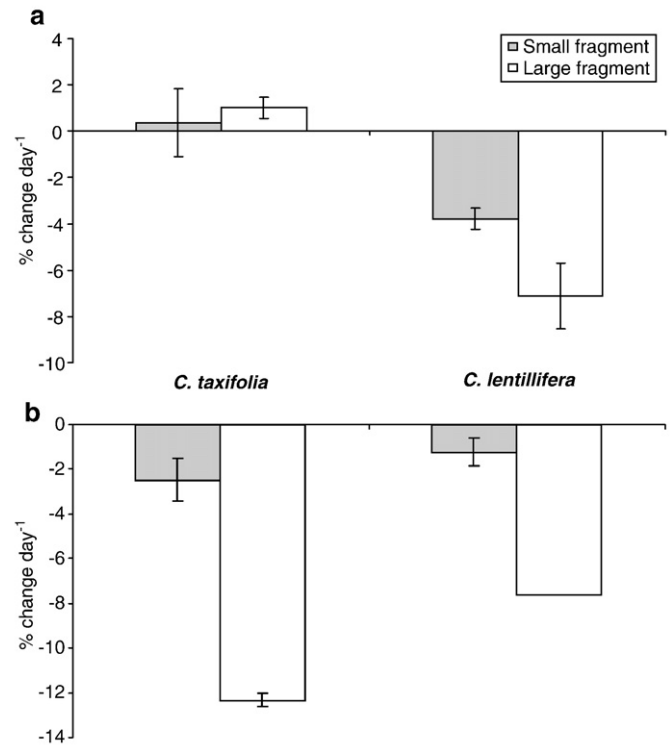 a
4
2
0
-2
-4
-6
-8
-10
% change day-1
Small fragment
Large fragment
C. taxifolia
C. lentillifera
b
0
-2
-4
-6
-8
-10
-12
-14
% change day-1